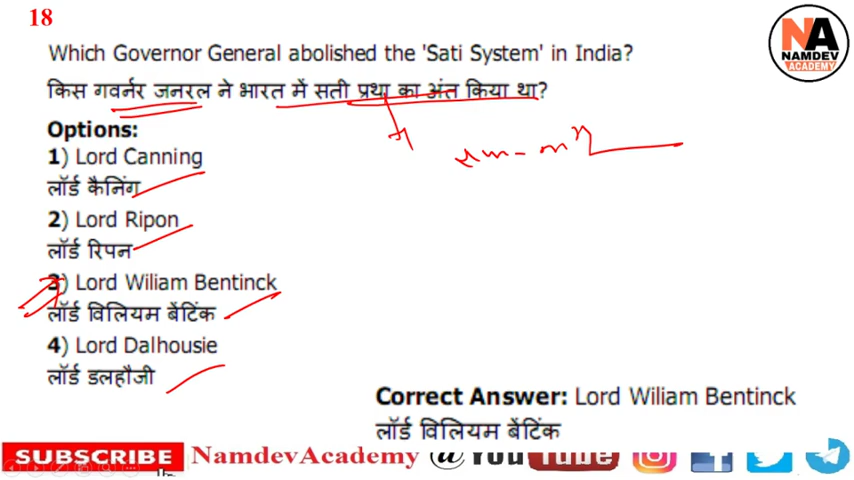 18
NA
NAMDEV
ACADEMY
Which Governor General abolished the 'Sati System' in India?
किस गवर्नर जनरल ने भारत में सती प्रथा का अंत किया था?
Options:
1) Lord Canning
लॉर्ड कैनिंग
2) Lord Ripon
लॉर्ड रिपन
3) Lord Wiliam Bentinck
लॉर्ड विलियम बेंटिंक
4) Lord Dalhousie
लॉर्ड डलहौजी
Correct Answer: Lord Wiliam Bentinck
लॉर्ड विलियम बेंटिंक
SUBSCRIBE NamdevAcademy @YouTube